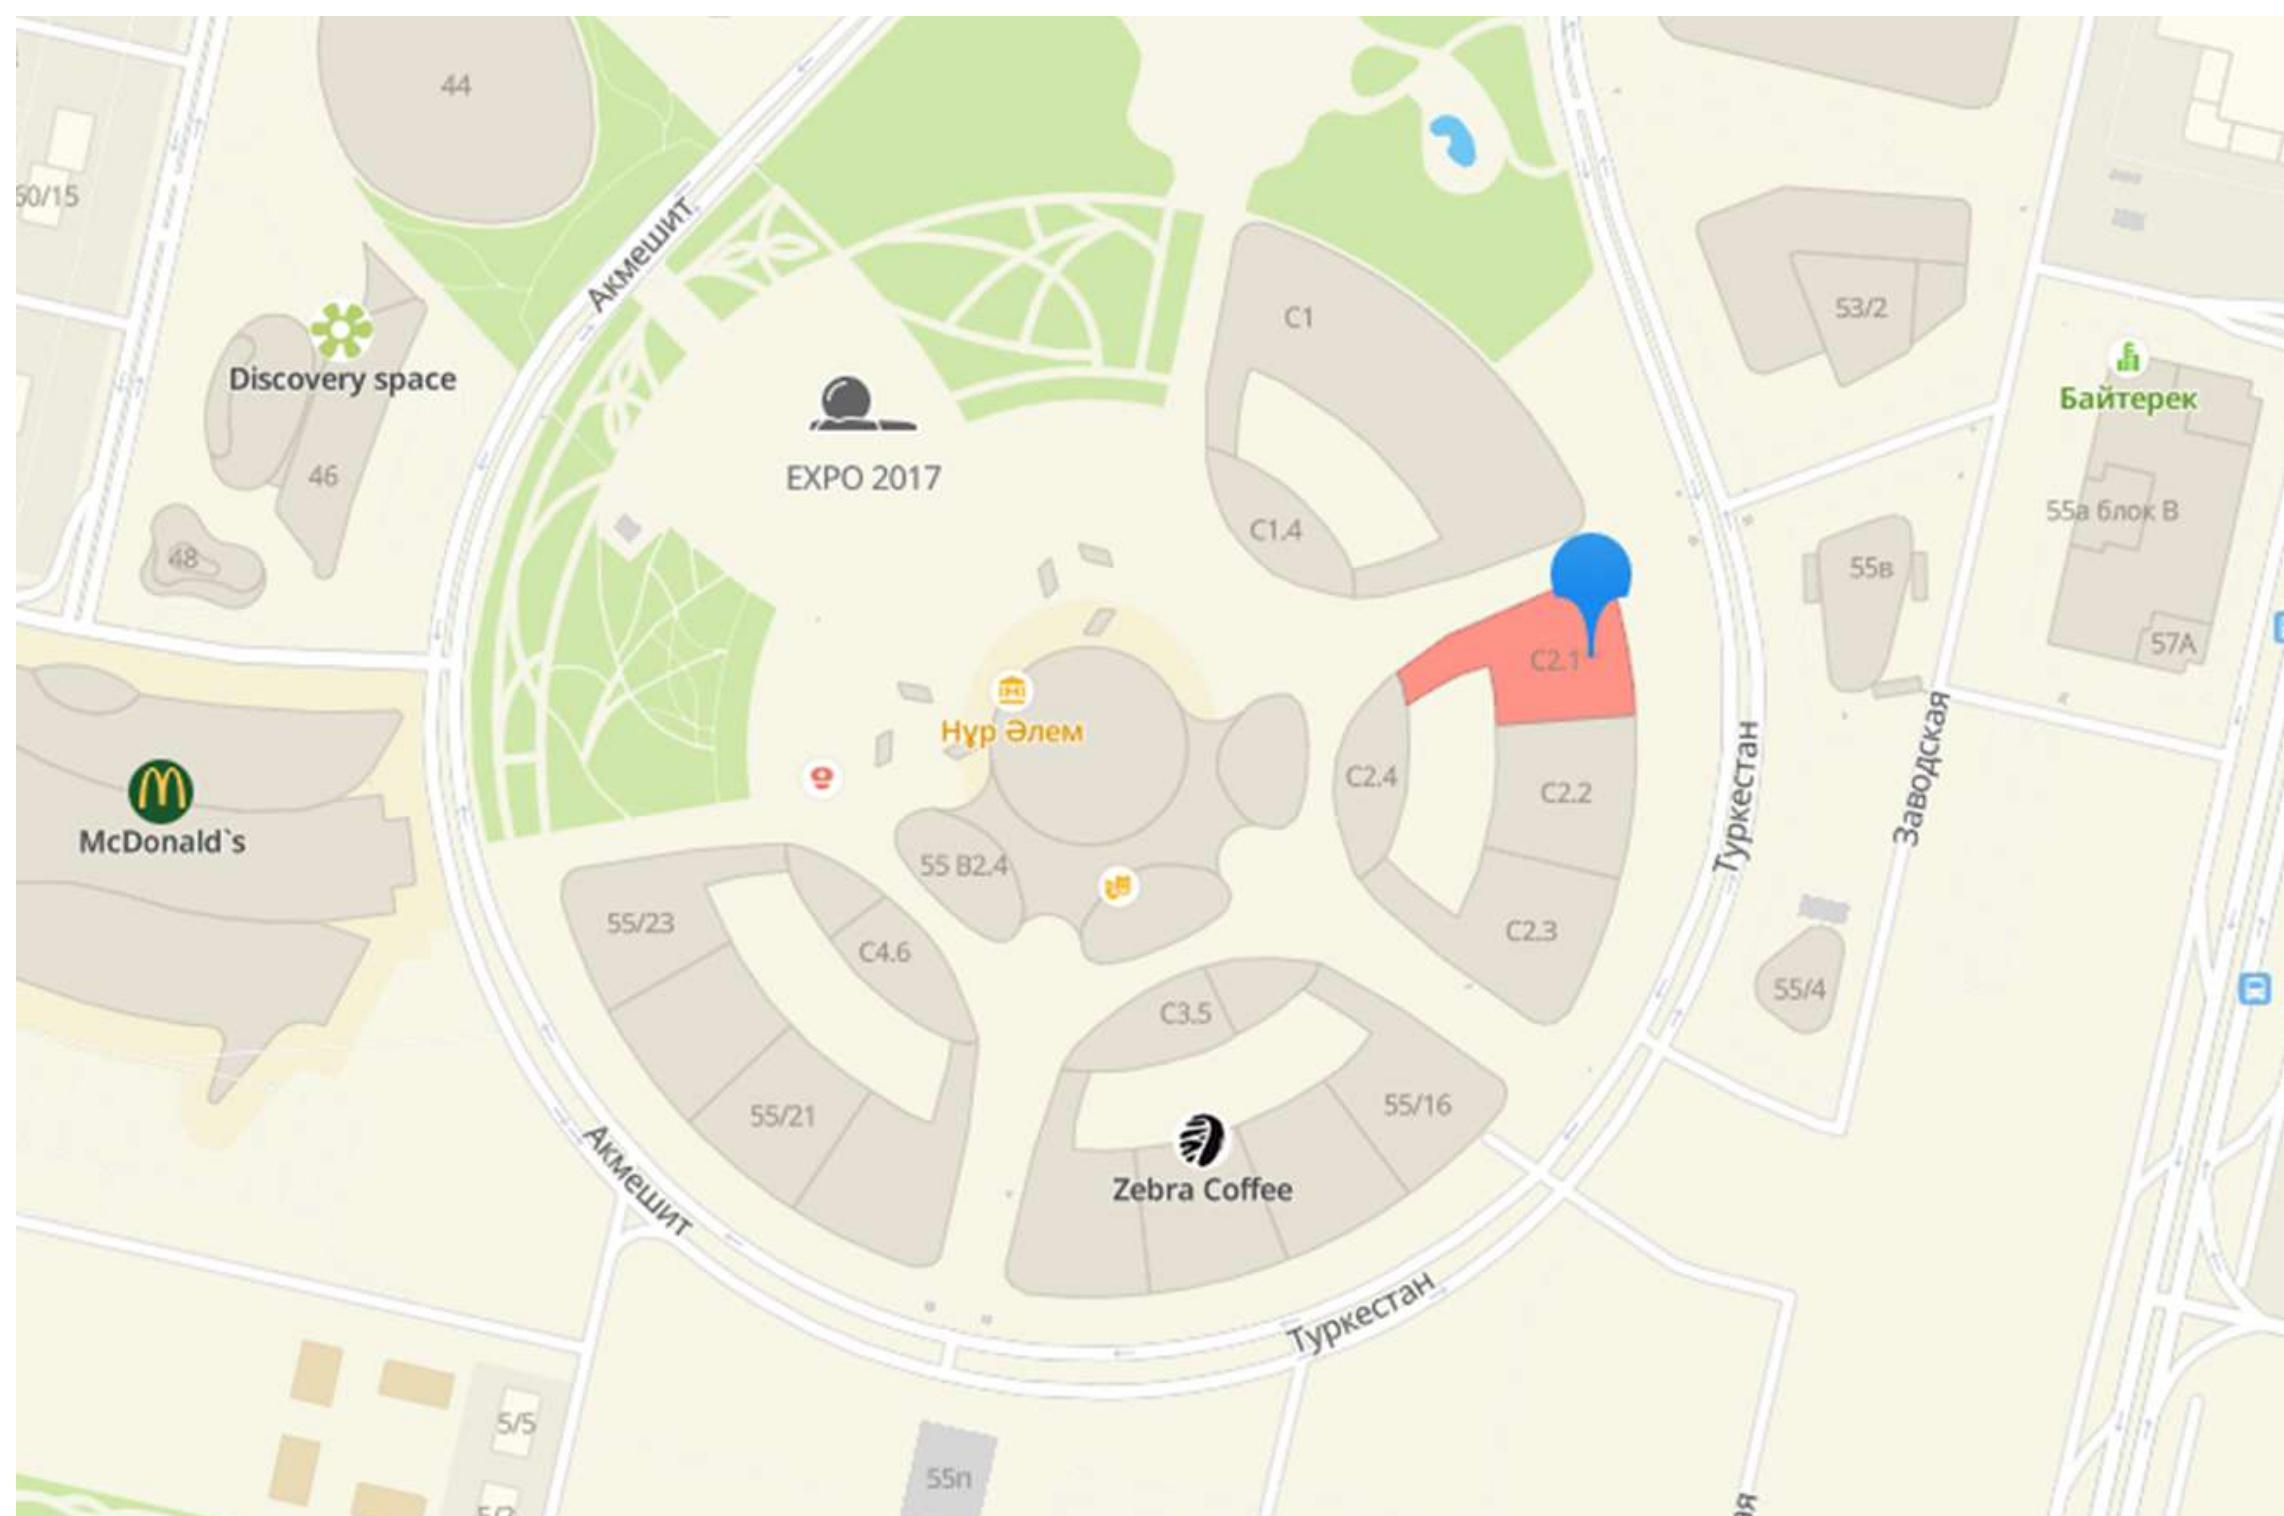 44
60/15
Акмешит
C1
53/2
Discovery space
Байтерек
EXPO 2017
46
C1.4
55а блок В
48
55в
57А
C2.1
Нұр Әлем
C2.4
C2.2
Туркестан
Заводская
McDonald`s
55 B2.4
55/23
C4.6
C2.3
55/4
C3.5
55/21
55/16
Zebra Coffee
Акмешит
Туркестан
5/5
55п